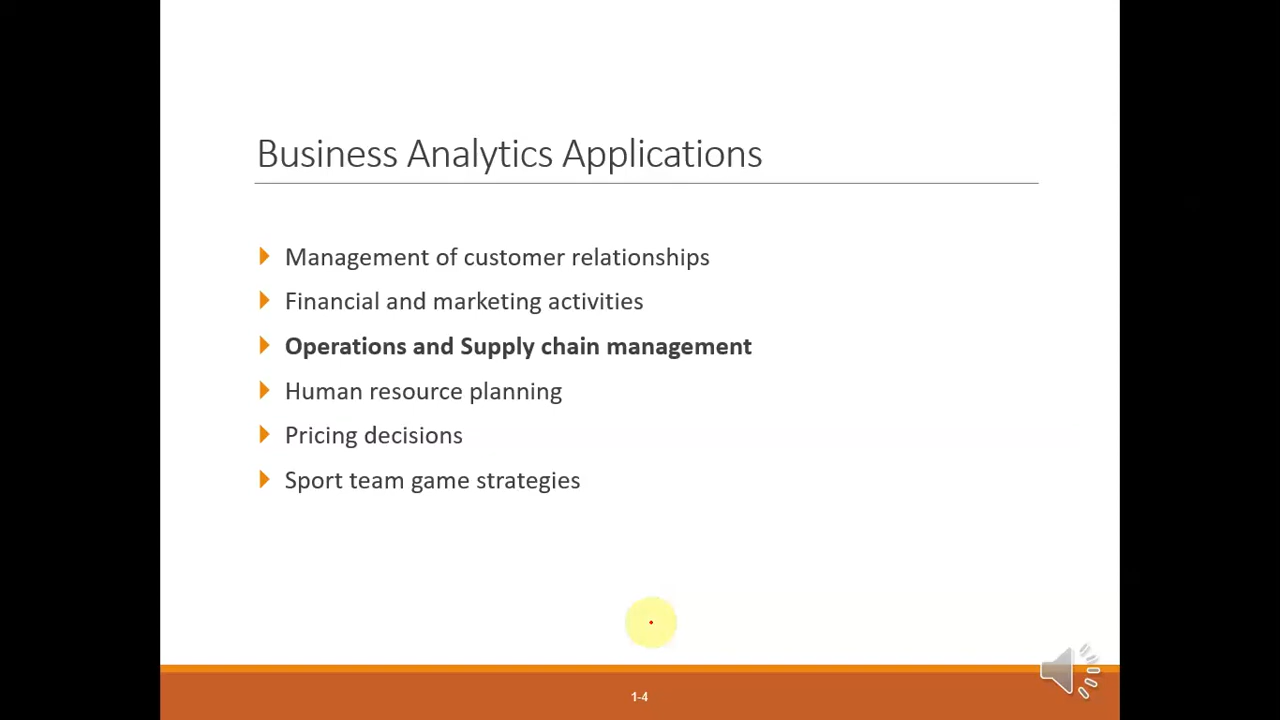 Business Analytics Applications
Management of customer relationships
Financial and marketing activities
Operations and Supply chain management
Human resource planning
Pricing decisions
Sport team game strategies
1-4